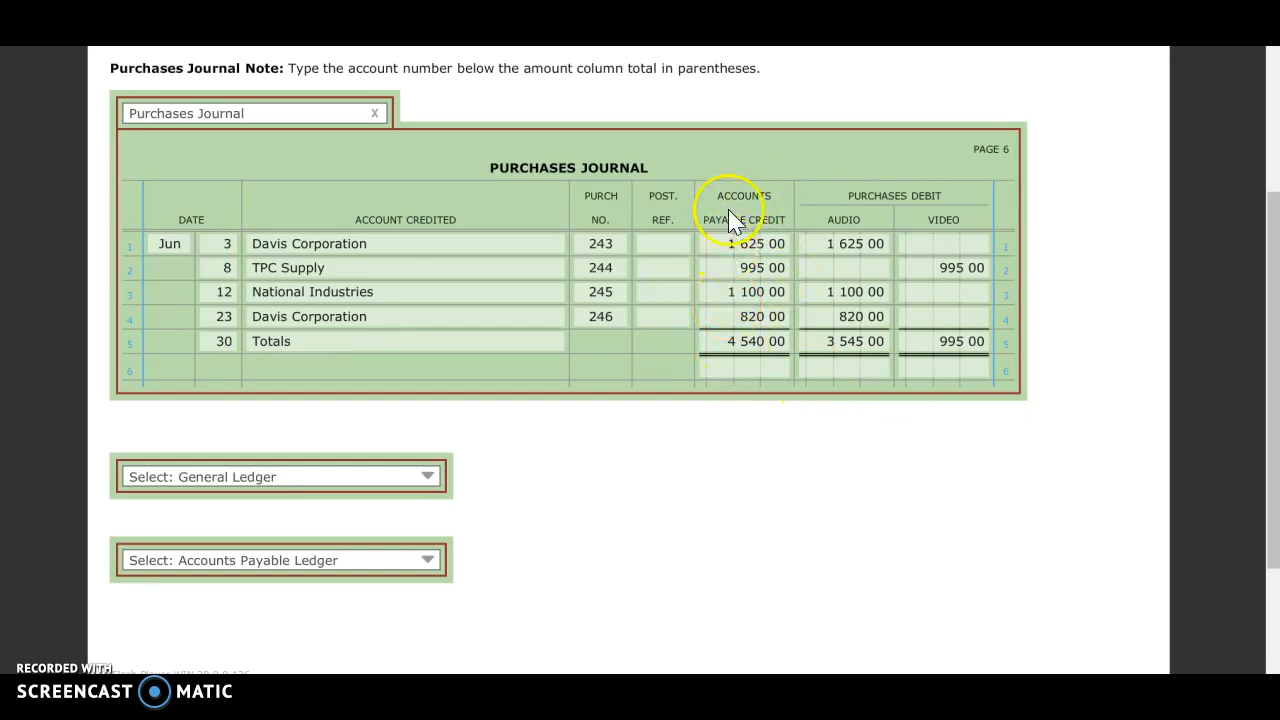 Purchases Journal Note: Type the account number below the amount column total in parentheses.
Purchases Journal X
PAGE 6
PURCHASES JOURNAL
PURCH POST. ACCOUNTS PURCHASES DEBIT
DATE ACCOUNT CREDITED NO. REF. PAYABLE CREDIT AUDIO VIDEO
1 Jun 3 Davis Corporation 243 1 625 00 1 625 00 1
2 8 TPC Supply 244 995 00 995 00 2
3 12 National Industries 245 1 100 00 1 100 00 3
4 23 Davis Corporation 246 820 00 820 00 4
5 30 Totals 4 540 00 3 545 00 995 00 5
6 6
Select: General Ledger
Select: Accounts Payable Ledger
RECORDED WITH
SCREENCAST MATIC